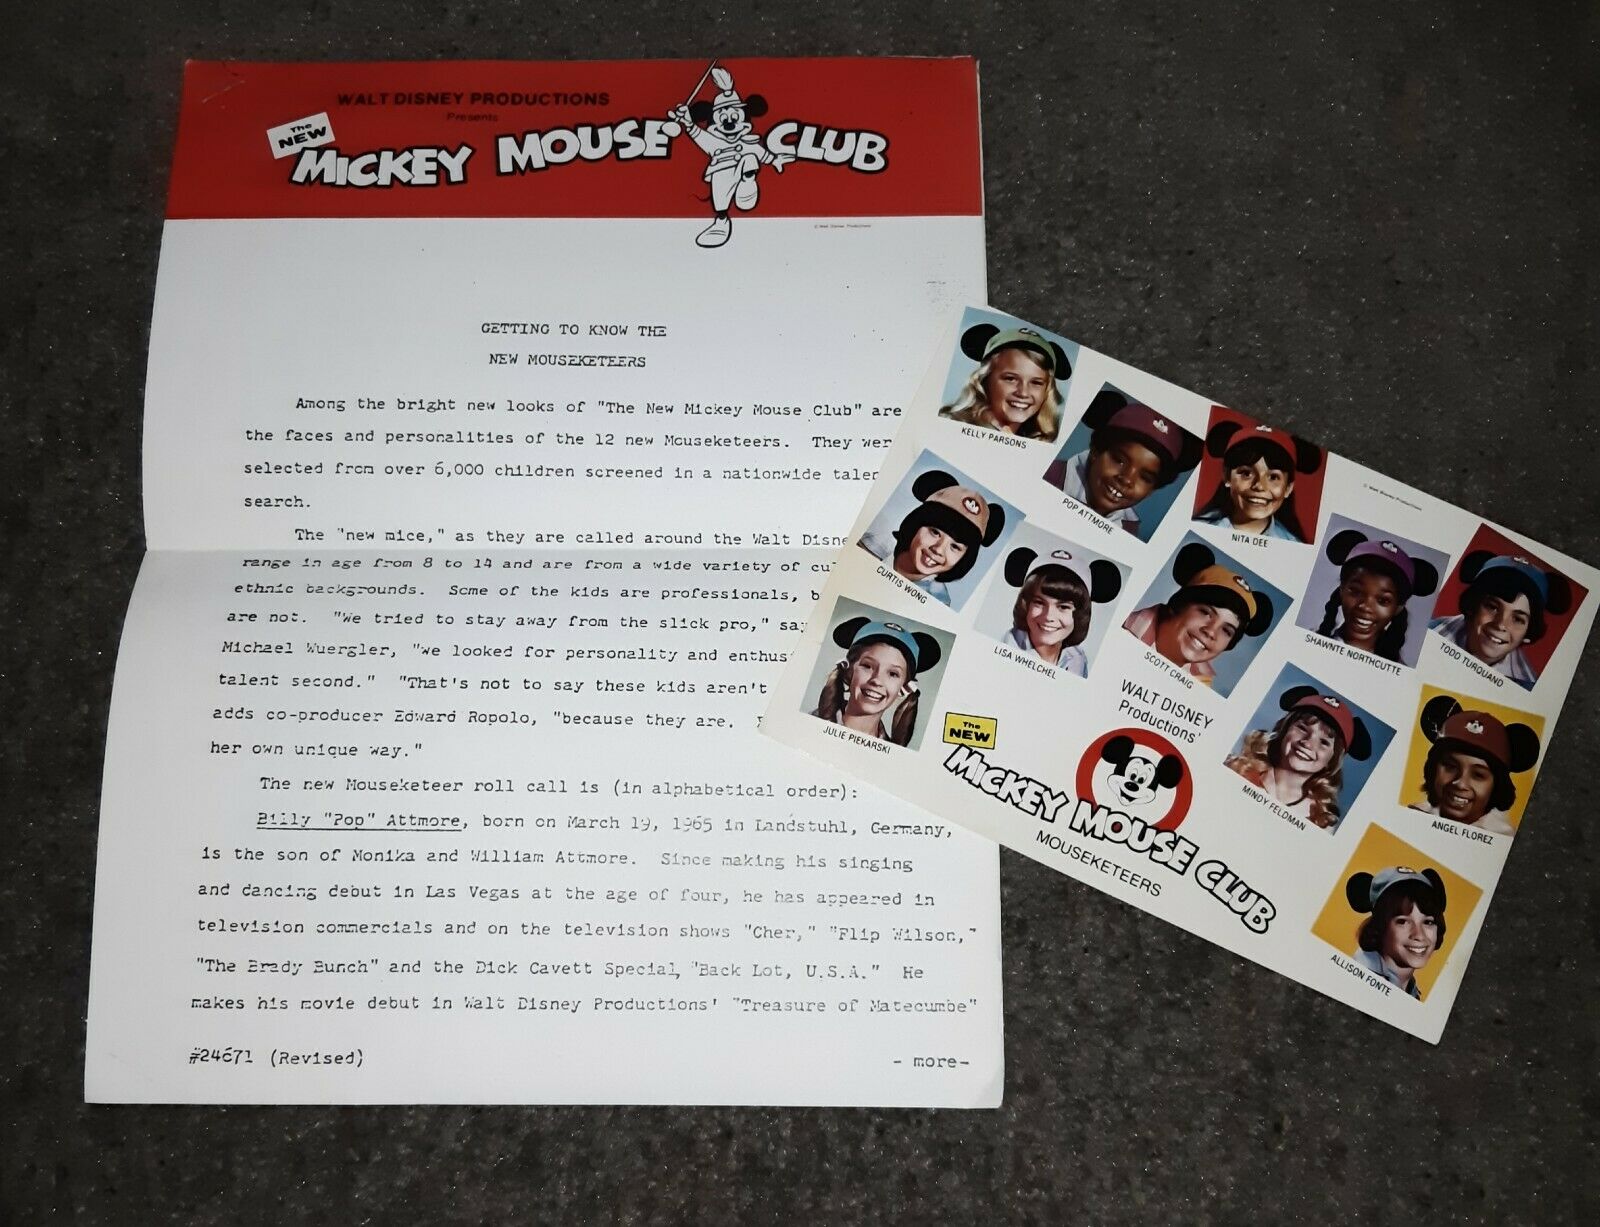 WALT DISNEY PRODUCTIONS
Presents
The NEW
MICKEY MOUSE CLUB
© Walt Disney Productions
GETTING TO KNOW THE
NEW MOUSEKETEERS
Among the bright new looks of "The New Mickey Mouse Club" are
the faces and personalities of the 12 new Mouseketeers. They wer
selected from over 6,000 children screened in a nationwide talen
search.
The "new mice," as they are called around the Walt Disne
range in age from 8 to 14 and are from a wide variety of cul
ethnic backgrounds. Some of the kids are professionals, b
are not. "We tried to stay away from the slick pro," say
Michael Wuergler, "we looked for personality and enthusi
talent second." "That's not to say these kids aren't
adds co-producer Edward Ropolo, "because they are.
her own unique way."
The new Mouseketeer roll call is (in alphabetical order):
Billy "Pop" Attmore, born on March 19, 1965 in Landstuhl, Germany,
is the son of Monika and William Attmore. Since making his singing
and dancing debut in Las Vegas at the age of four, he has appeared in
television commercials and on the television shows "Cher," "Flip Wilson,"
"The Brady Bunch" and the Dick Cavett Special, "Back Lot, U.S.A." He
makes his movie debut in Walt Disney Productions' "Treasure of Matecumbe"
#24671 (Revised)
- more-
KELLY PARSONS
POP ATTMORE
NITA DEE
© Walt Disney Productions
CURTIS WONG
LISA WHELCHEL
SCOTT CRAIG
SHAWNTE NORTHCUTTE
TODD TURQUAND
JULIE PIEKARSKI
WALT DISNEY
Productions'
The NEW
MICKEY MOUSE CLUB
MOUSEKETEERS
MINDY FELDMAN
ANGEL FLOREZ
ALLISON FONTE